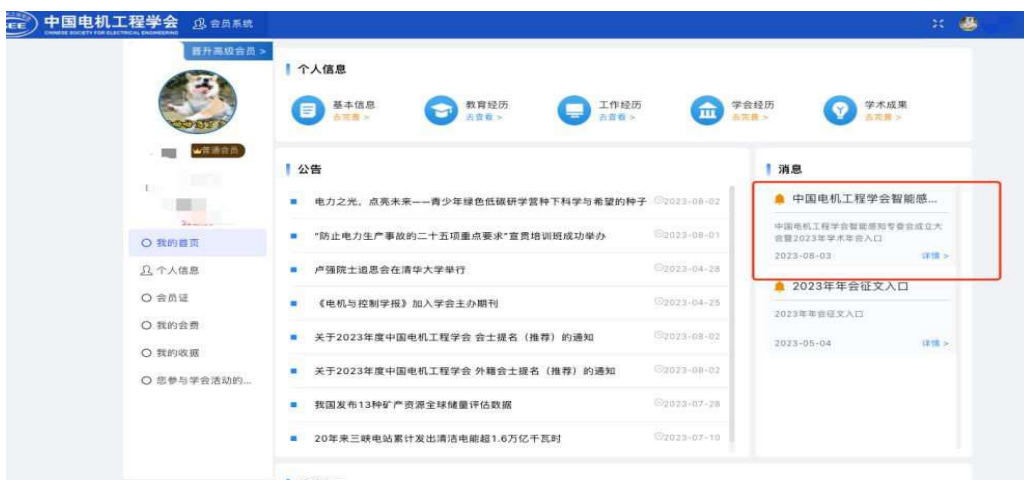 中国电机工程学会
CHINESE SOCIETY FOR ELECTRICAL ENGINEERING
会员系统
晋升高级会员 >
普通会员
我的首页
个人信息
会员证
我的会费
我的收据
您参与学会活动的...
个人信息
基本信息
去完善 >
教育经历
去查看 >
工作经历
去查看 >
学会经历
去完善 >
学术成果
去完善 >
公告
电力之光，点亮未来——青少年绿色低碳研学营种下科学与希望的种子 2023-08-02
“防止电力生产事故的二十五项重点要求”宣贯培训班成功举办 2023-08-01
卢强院士追思会在清华大学举行 2023-04-28
《电机与控制学报》加入学会主办期刊 2023-04-25
关于2023年度中国电机工程学会 会士提名（推荐）的通知 2023-08-02
关于2023年度中国电机工程学会 外籍会士提名（推荐）的通知 2023-08-02
我国发布13种矿产资源全球储量评估数据 2023-07-28
20年来三峡电站累计发出清洁电能超1.6万亿千瓦时 2023-07-10
消息
中国电机工程学会智能感...
中国电机工程学会智能感知专委会成立大
会暨2023年学术年会入口
2023-08-03 详情 >
2023年年会征文入口
2023年年会征文入口
2023-05-04 详情 >